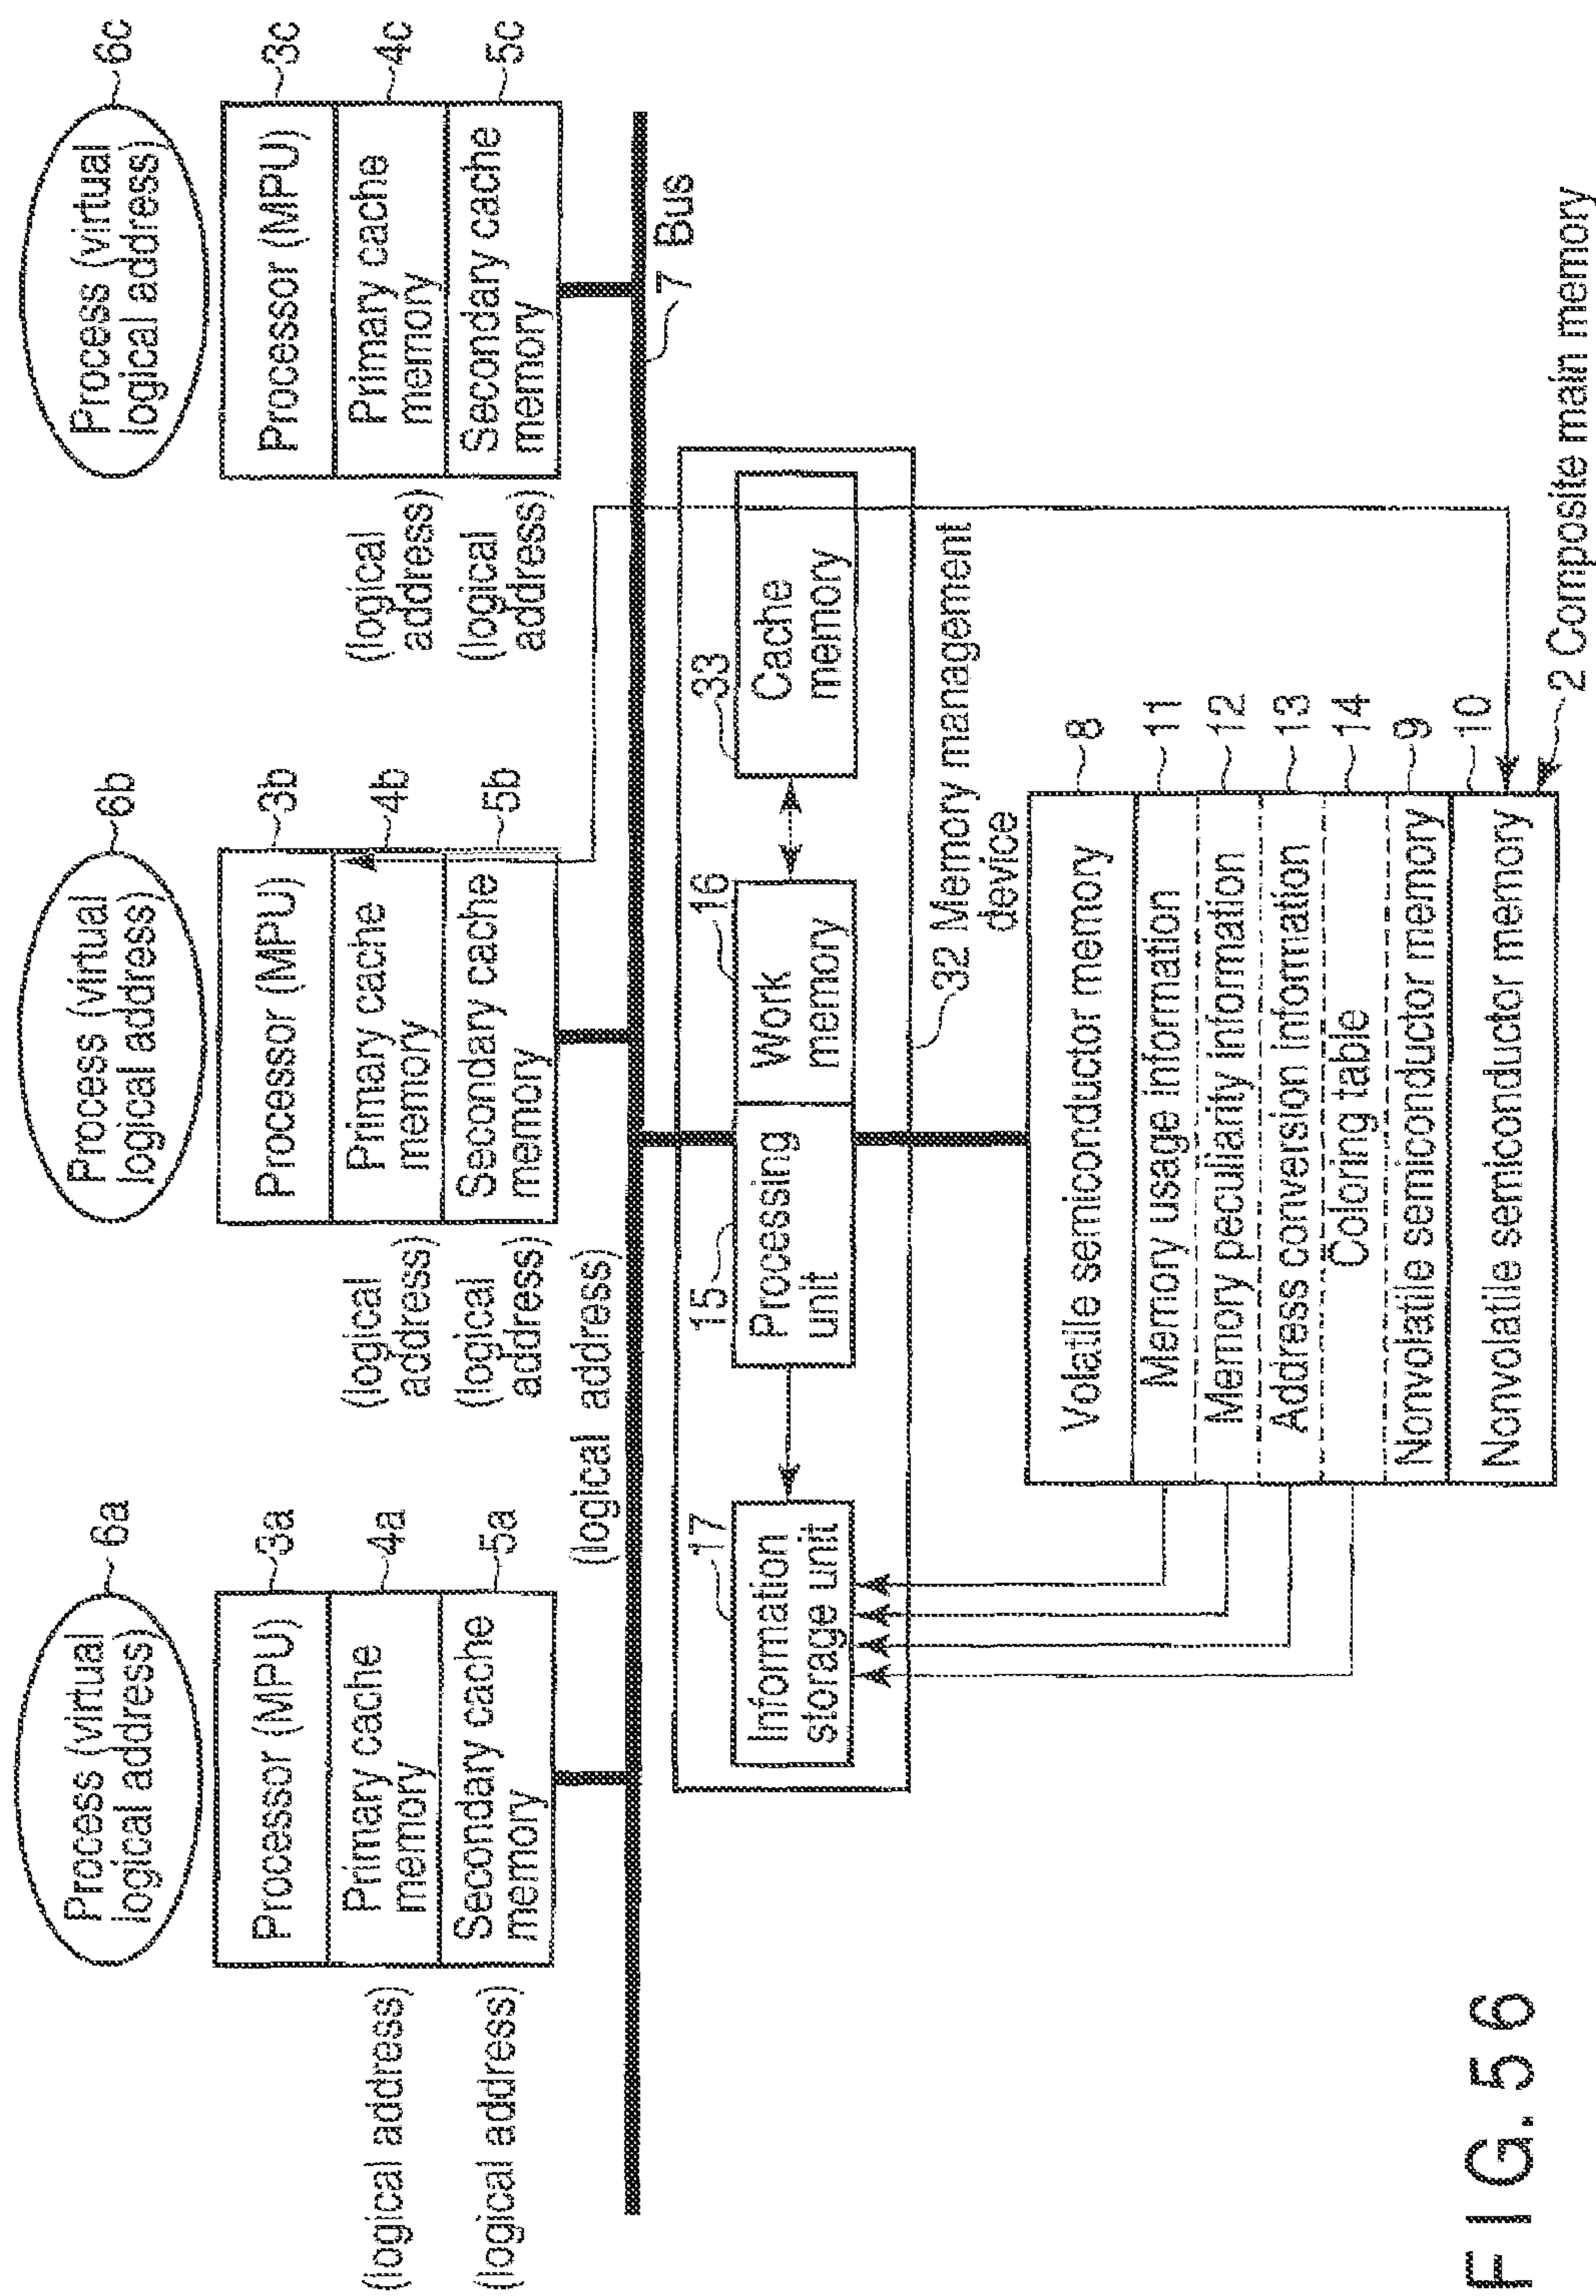 6a
Process (virtual
logical address)
3a
Processor (MPU)
4a
Primary cache
memory
5a
Secondary cache
memory
(logical address)
(logical address)
6b
Process (virtual
logical address)
3b
Processor (MPU)
4b
Primary cache
memory
5b
Secondary cache
memory
(logical
address)
(logical
address)
(logical address)
6c
Process (virtual
logical address)
3c
Processor (MPU)
4c
Primary cache
memory
5c
Secondary cache
memory
(logical
address)
(logical
address)
7 Bus
17
Information
storage unit
15
Processing
unit
16
Work
memory
33
Cache
memory
32 Memory management
device
Volatile semiconductor memory
8
Memory usage information
11
Memory peculiarity information
12
Address conversion information
13
Coloring table
14
Nonvolatile semiconductor memory
9
Nonvolatile semiconductor memory
10
2 Composite main memory
FIG. 56